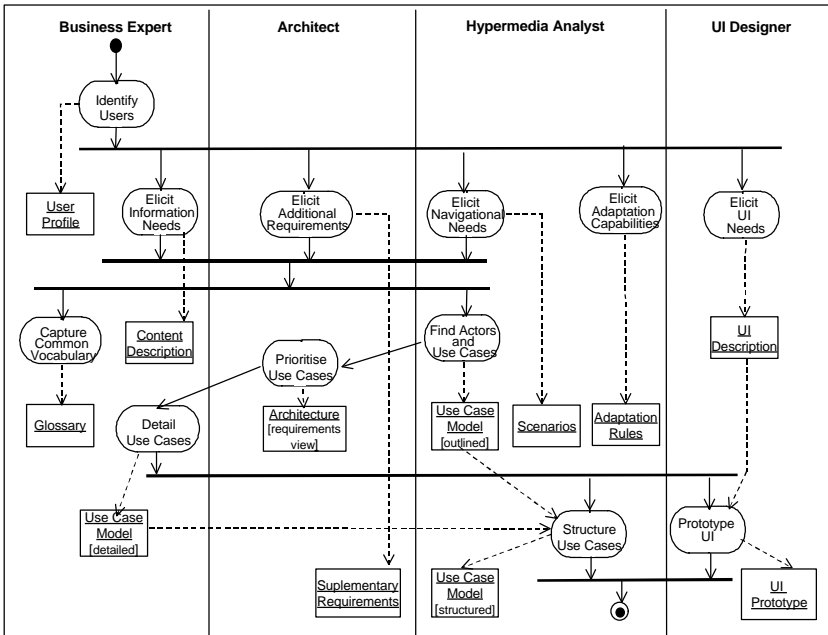 Business Expert
Architect
Hypermedia Analyst
UI Designer
Identify
Users
User
Profile
Elicit
Information
Needs
Elicit
Additional
Requirements
Elicit
Navigational
Needs
Elicit
Adaptation
Capabilities
Elicit
UI
Needs
Capture
Common
Vocabulary
Content
Description
Prioritise
Use Cases
Find Actors
and
Use Cases
UI
Description
Glossary
Detail
Use Cases
Architecture
[requirements
view]
Use Case
Model
[outlined]
Scenarios
Adaptation
Rules
Use Case
Model
[detailed]
Structure
Use Cases
Prototype
UI
Suplementary
Requirements
Use Case
Model
[structured]
UI
Prototype